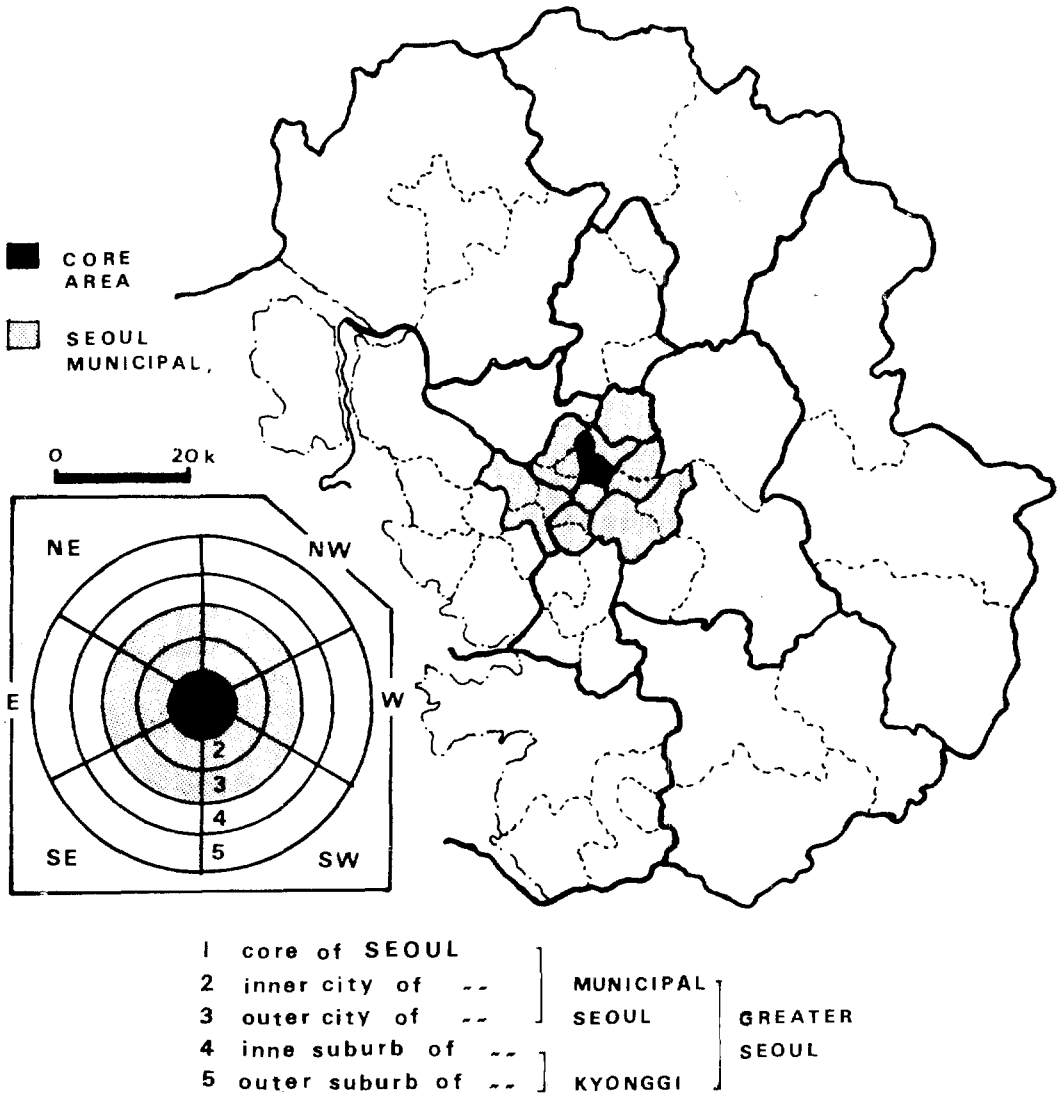 CORE
AREA
SEOUL
MUNICIPAL,
0 20 k
NE NW
E W
2
3
4
5
SE SW
1 core of SEOUL
2 inner city of -- MUNICIPAL
3 outer city of -- SEOUL GREATER
4 inne suburb of -- SEOUL
5 outer suburb of -- KYONGGI